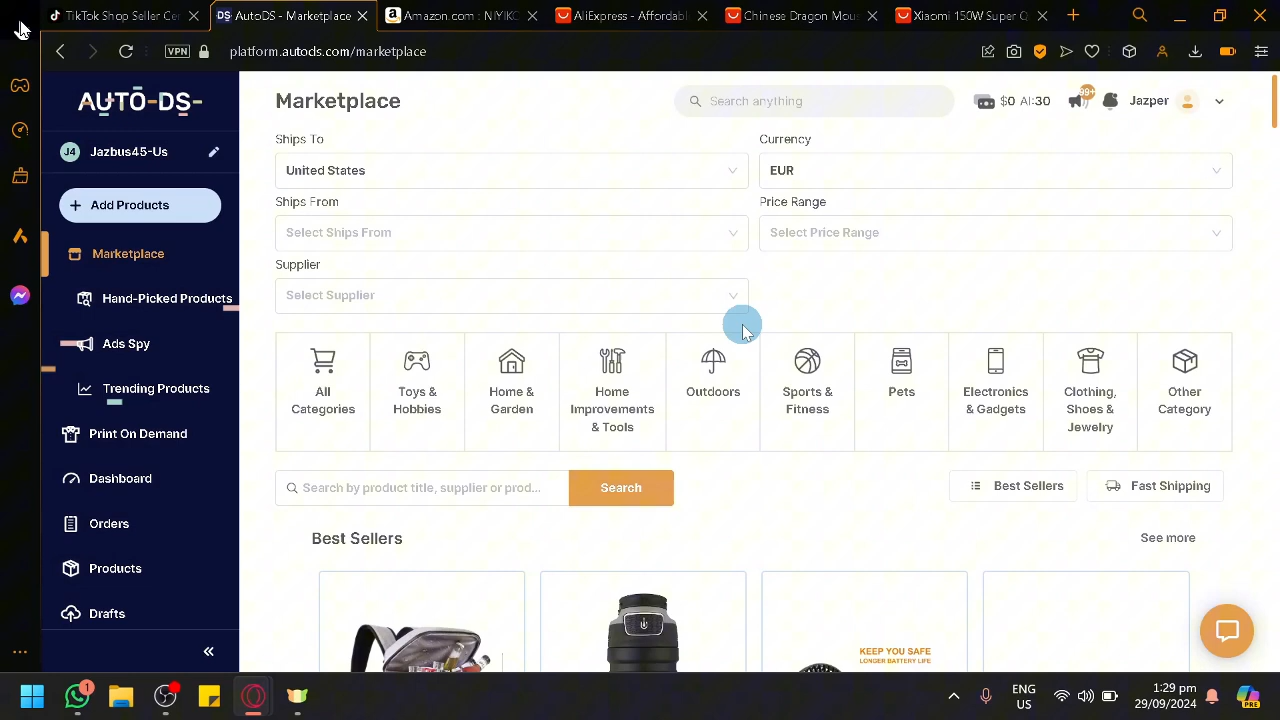 TikTok Shop Seller Cer
AutoDS - Marketplace
Amazon.com : NIYIKO
AliExpress - Affordabl
Chinese Dragon Mou
Xiaomi 150W Super Q
VPN
platform.autods.com/marketplace
AUTO-DS-
Marketplace
Search anything
$0 AI:30
99+
Jazper
J4
Jazbus45-Us
Ships To
Currency
United States
EUR
Add Products
Ships From
Price Range
Select Ships From
Select Price Range
Marketplace
Supplier
Select Supplier
Hand-Picked Products
Ads Spy
Trending Products
Print On Demand
Dashboard
Orders
Products
Drafts
All
Categories
Toys &
Hobbies
Home &
Garden
Home
Improvements
& Tools
Outdoors
Sports &
Fitness
Pets
Electronics
& Gadgets
Clothing,
Shoes &
Jewelry
Other
Category
Search by product title, supplier or prod...
Search
Best Sellers
Fast Shipping
Best Sellers
See more
KEEP YOU SAFE
LONGER BATTERY LIFE
1
ENG
US
1:29 pm
29/09/2024
PRE